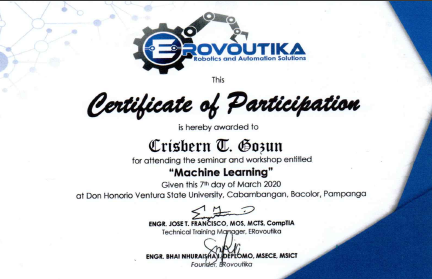 EROVOUTIKA
Robotics and Automation Solutions
This
Certificate of Participation
is hereby awarded to
Crisbern T. Gozun
for attending the seminar and workshop entitled
"Machine Learning"
Given this 7th day of March 2020
at Don Honorio Ventura State University, Cabambangan, Bacolor, Pampanga
ENGR. JOSE T. FRANCISCO, MOS, MCTS, CompTIA
Technical Training Manager, ERovoutika
ENGR. BHAI NHURAISHA I. DEPLOMO, MSECE, MSICT
Founder, ERovoutika